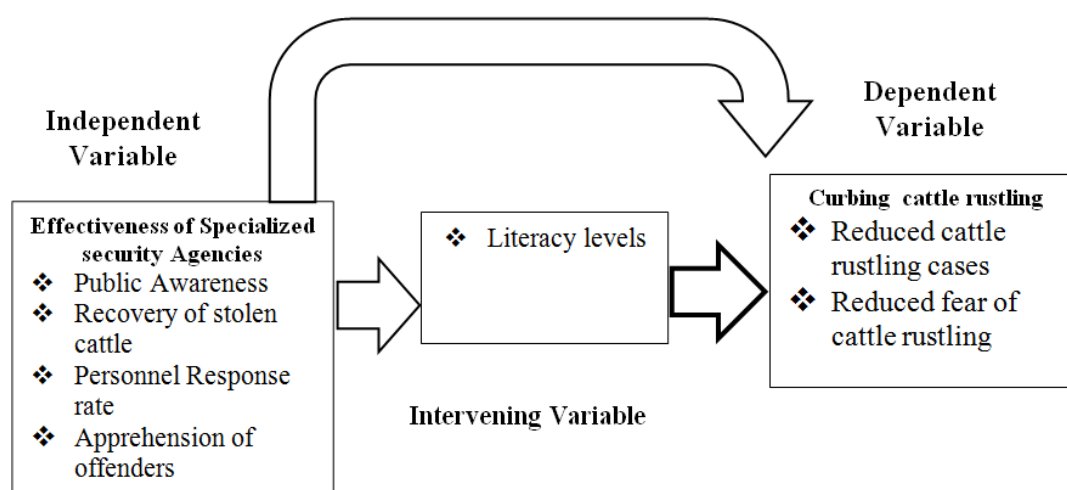 Independent
Variable
Effectiveness of Specialized
security Agencies
❖ Public Awareness
❖ Recovery of stolen
cattle
❖ Personnel Response
rate
❖ Apprehension of
offenders
❖ Literacy levels
Intervening Variable
Dependent
Variable
Curbing cattle rustling
❖ Reduced cattle
rustling cases
❖ Reduced fear of
cattle rustling